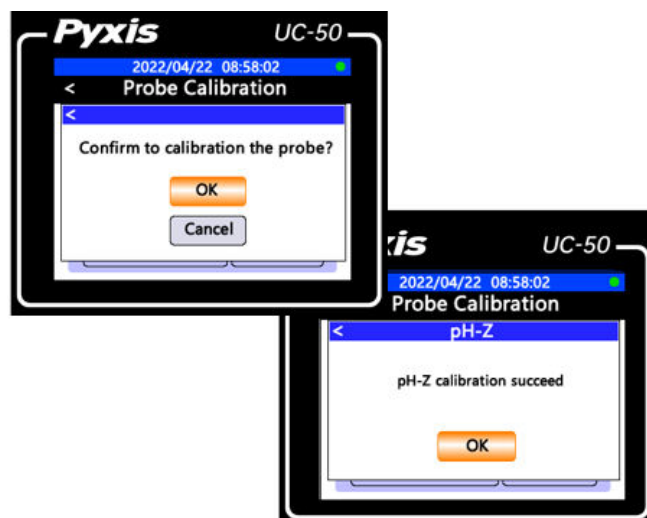 Pyxis UC-50
2022/04/22 08:58:02
< Probe Calibration
<
Confirm to calibration the probe?
OK
Cancel
xis UC-50
2022/04/22 08:58:02
Probe Calibration
< pH-Z
pH-Z calibration succeed
OK